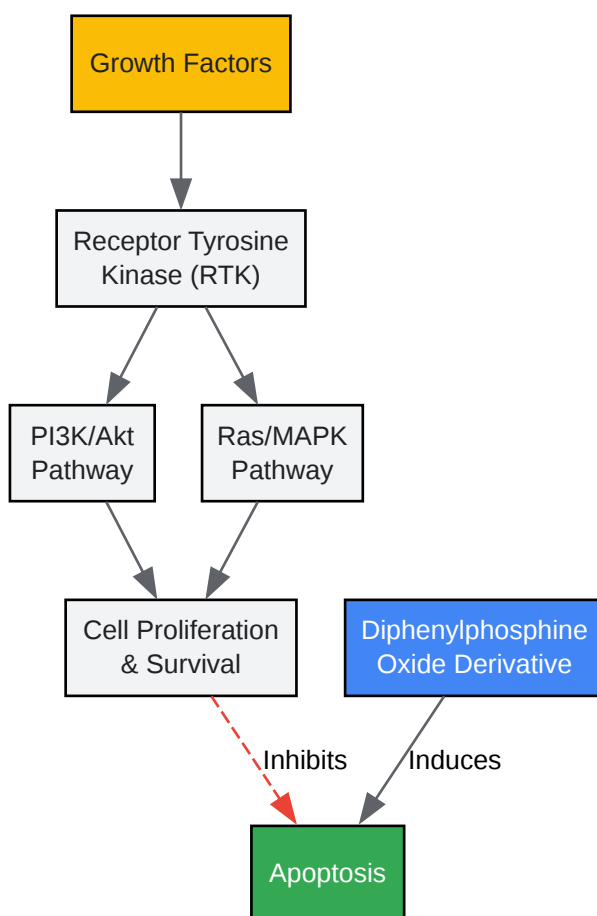 Growth Factors
Receptor Tyrosine
Kinase (RTK)
PI3K/Akt
Pathway
Ras/MAPK
Pathway
Cell Proliferation
& Survival
Diphenylphosphine
Oxide Derivative
Inhibits
Induces
Apoptosis